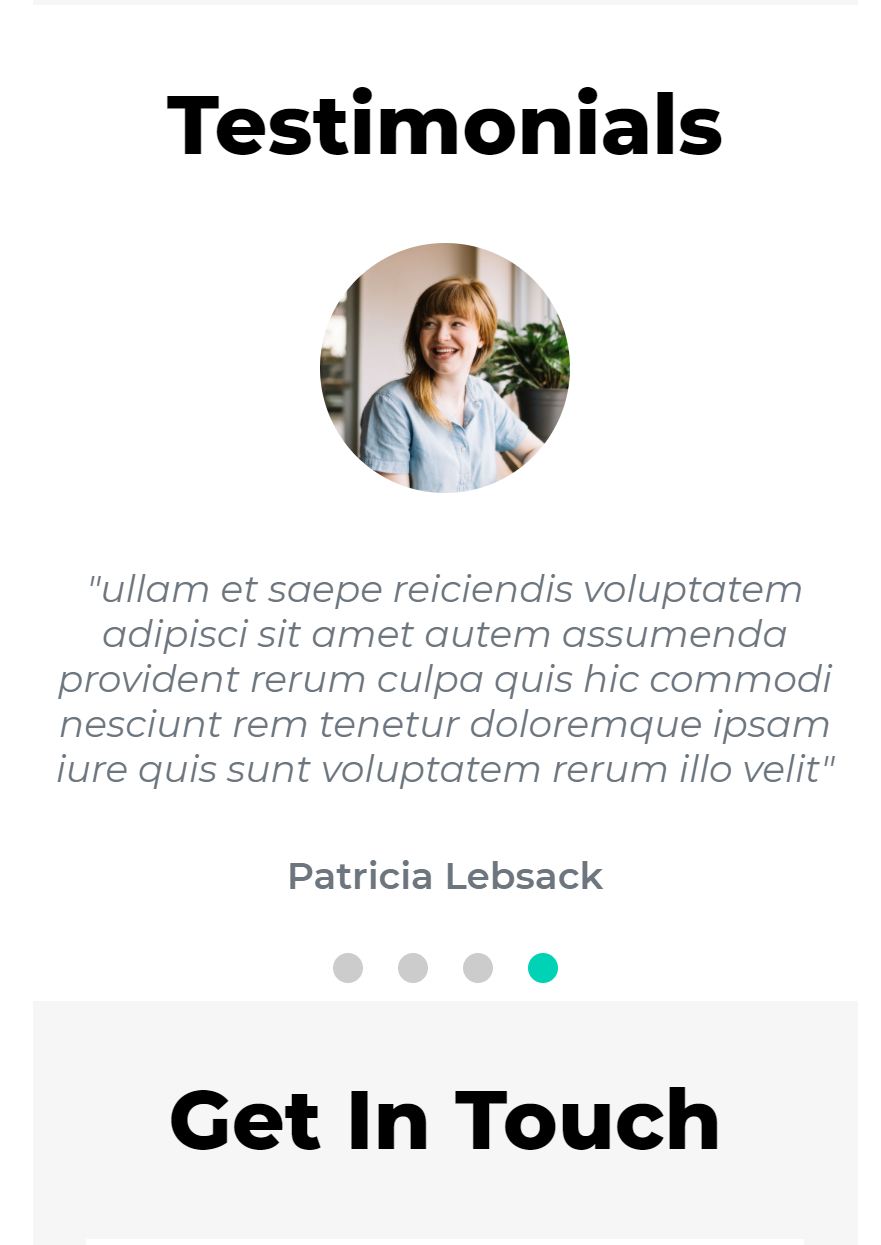 Testimonials
"ullam et saepe reiciendis voluptatem
adipisci sit amet autem assumenda
provident rerum culpa quis hic commodi
nesciunt rem tenetur doloremque ipsam
iure quis sunt voluptatem rerum illo velit"
Patricia Lebsack
Get In Touch